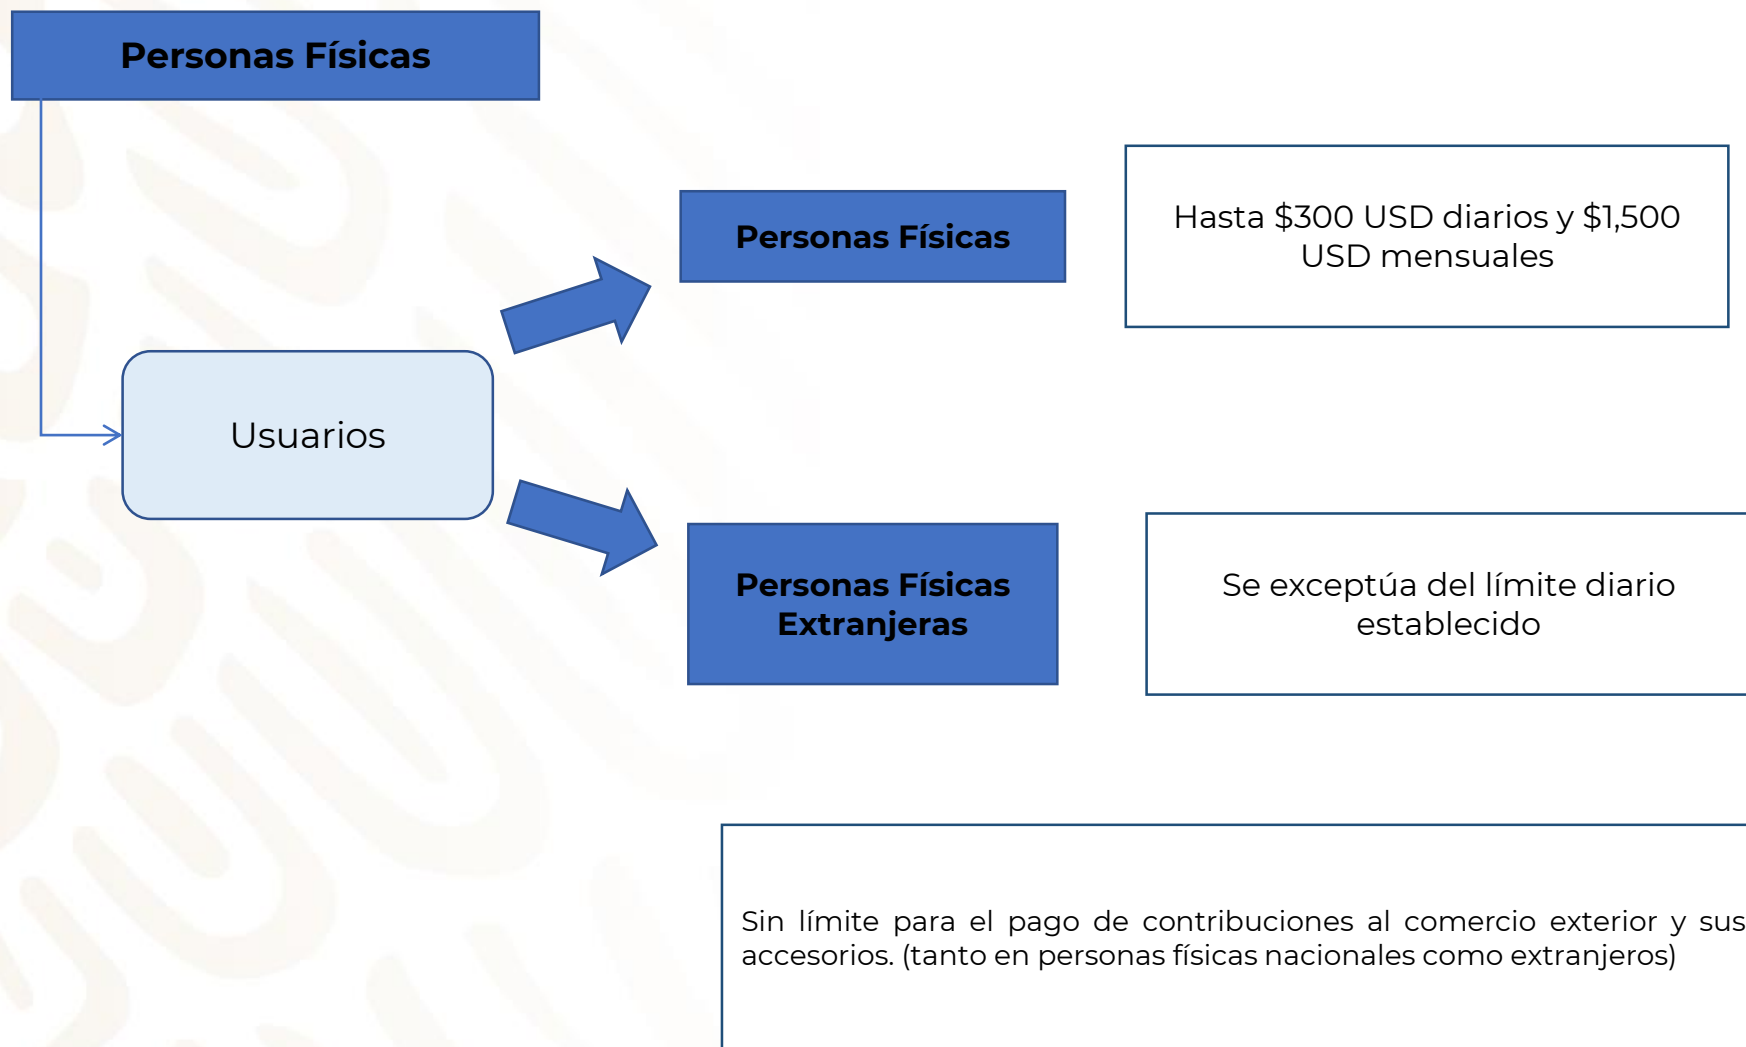 Personas Físicas
Personas Físicas
Hasta $300 USD diarios y $1,500
USD mensuales
Usuarios
Personas Físicas
Extranjeras
Se exceptúa del límite diario
establecido
Sin límite para el pago de contribuciones al comercio exterior y sus
accesorios. (tanto en personas físicas nacionales como extranjeros)